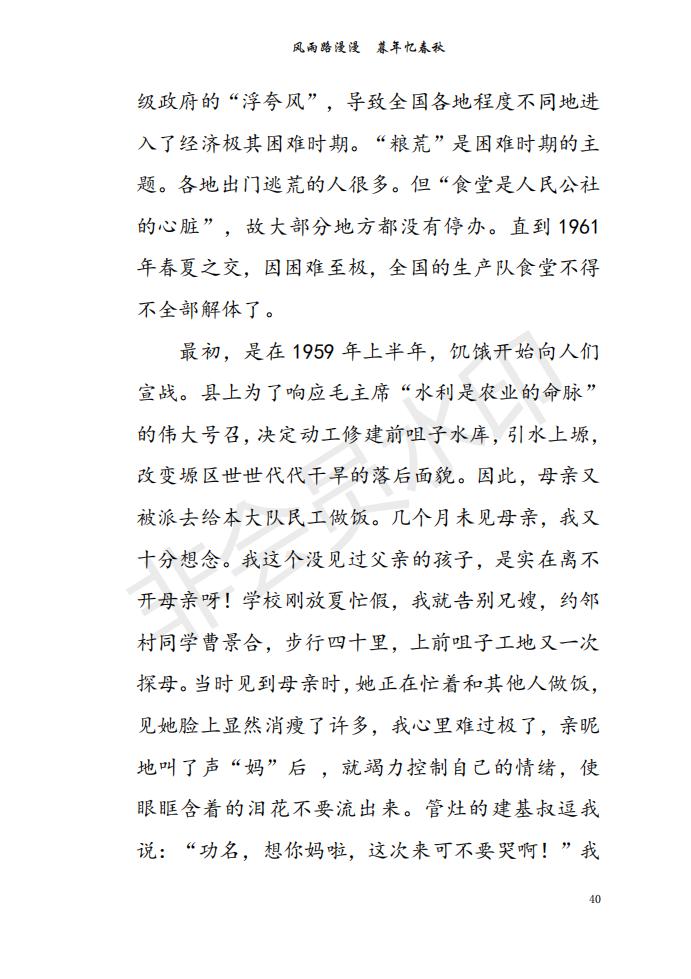 风雨路漫漫　暮年忆春秋
级政府的“浮夸风”，导致全国各地程度不同地进
入了经济极其困难时期。“粮荒”是困难时期的主
题。各地出门逃荒的人很多。但“食堂是人民公社
的心脏”，故大部分地方都没有停办。直到 1961
年春夏之交，因困难至极，全国的生产队食堂不得
不全部解体了。
最初，是在 1959 年上半年，饥饿开始向人们
宣战。县上为了响应毛主席“水利是农业的命脉”
的伟大号召，决定动工修建前咀子水库，引水上塬，
改变塬区世世代代干旱的落后面貌。因此，母亲又
被派去给本大队民工做饭。几个月未见母亲，我又
十分想念。我这个没见过父亲的孩子，是实在离不
开母亲呀！学校刚放夏忙假，我就告别兄嫂，约邻
村同学曹景合，步行四十里，上前咀子工地又一次
探母。当时见到母亲时，她正在忙着和其他人做饭，
见她脸上显然消瘦了许多，我心里难过极了，亲昵
地叫了声“妈”后 ，就竭力控制自己的情绪，使
眼眶含着的泪花不要流出来。管灶的建基叔逗我
说：“功名，想你妈啦，这次来可不要哭啊！”我
40
非会员水印